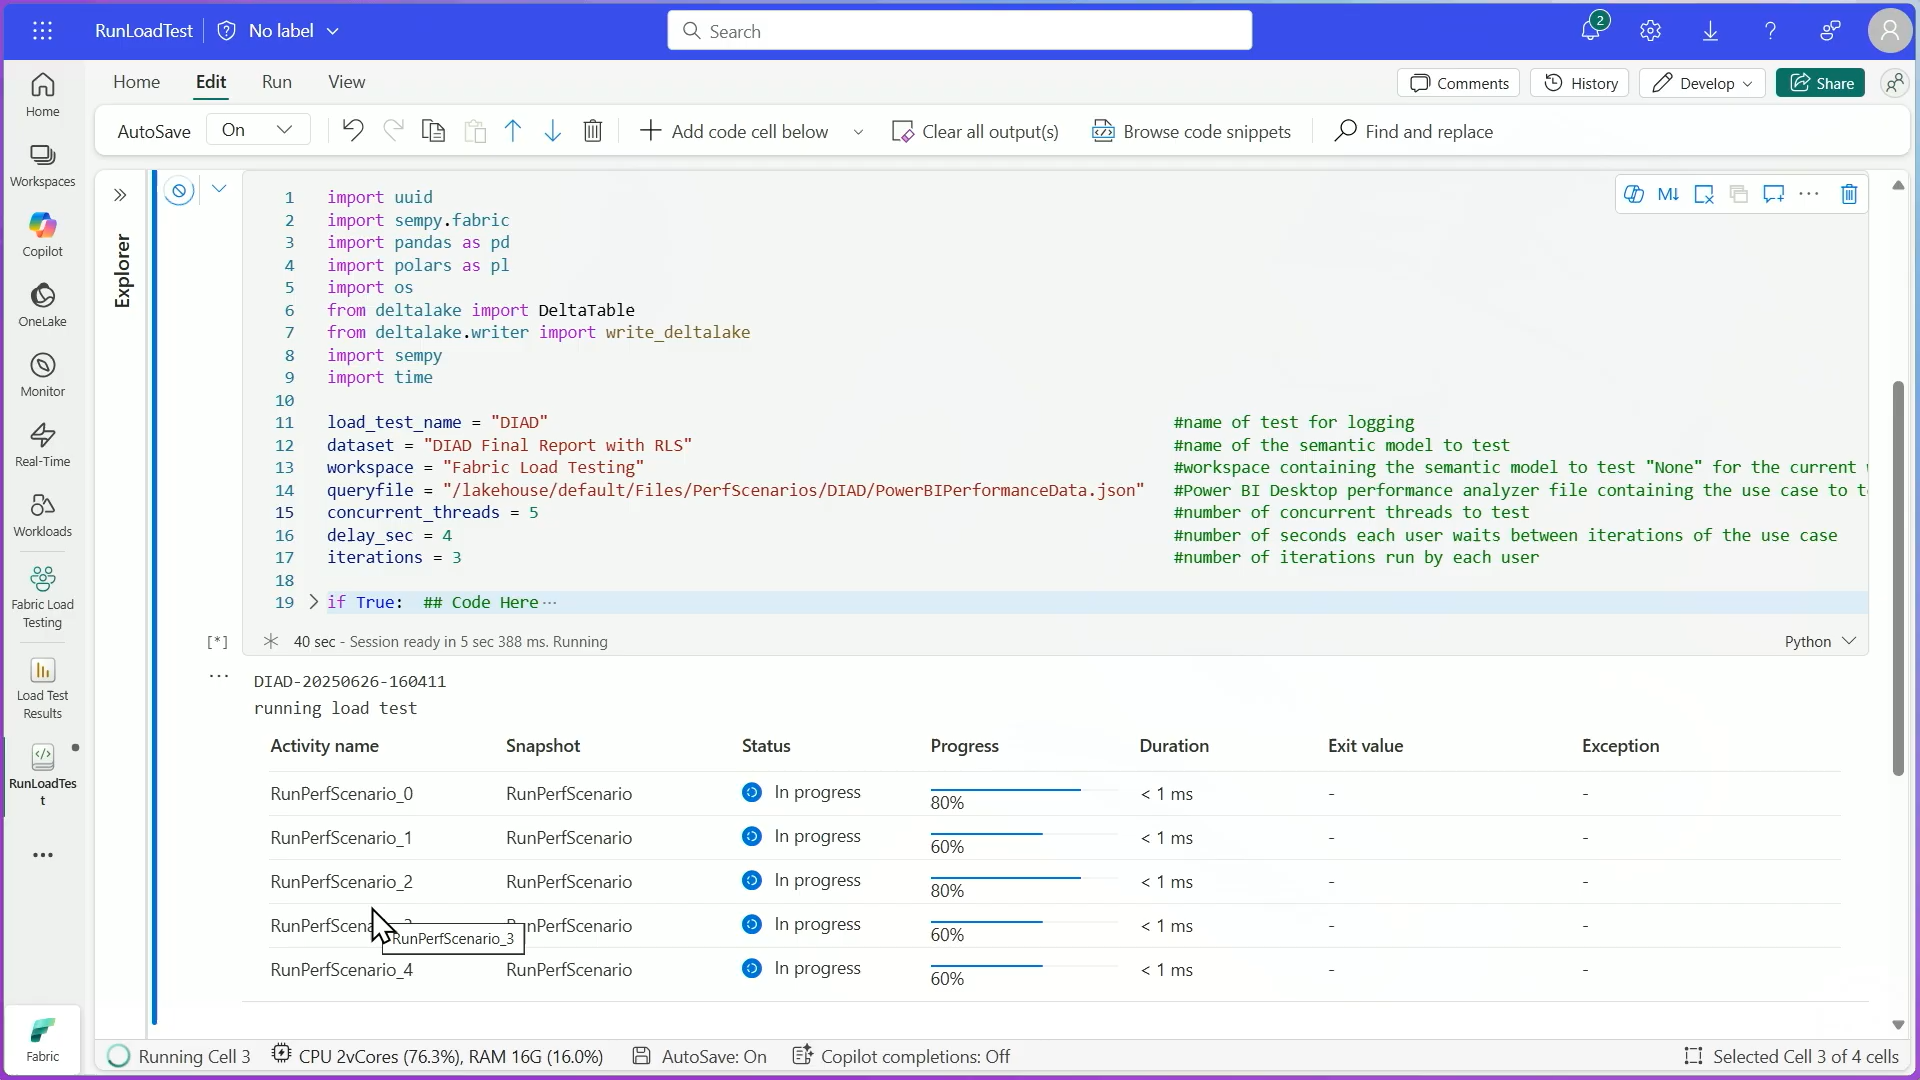 RunLoadTest No label Search 2
Home Edit Run View Comments History Develop Share
AutoSave On Add code cell below Clear all output(s) Browse code snippets Find and replace
Home
Workspaces
Copilot
OneLake
Monitor
Real-Time
Workloads
Fabric Load
Testing
Load Test
Results
RunLoadTes
t
Fabric
Explorer
M↓
1 import uuid
2 import sempy.fabric
3 import pandas as pd
4 import polars as pl
5 import os
6 from deltalake import DeltaTable
7 from deltalake.writer import write_deltalake
8 import sempy
9 import time
10
11 load_test_name = "DIAD" #name of test for logging
12 dataset = "DIAD Final Report with RLS" #name of the semantic model to test
13 workspace = "Fabric Load Testing" #workspace containing the semantic model to test "None" for the current
14 queryfile = "/lakehouse/default/Files/PerfScenarios/DIAD/PowerBIPerformanceData.json" #Power BI Desktop performance analyzer file containing the use case to
15 concurrent_threads = 5 #number of concurrent threads to test
16 delay_sec = 4 #number of seconds each user waits between iterations of the use case
17 iterations = 3 #number of iterations run by each user
18
19 if True: ## Code Here ...
[*] 40 sec - Session ready in 5 sec 388 ms. Running Python
DIAD-20250626-160411
running load test
Activity name Snapshot Status Progress Duration Exit value Exception
RunPerfScenario_0 RunPerfScenario In progress 80% < 1 ms - -
RunPerfScenario_1 RunPerfScenario In progress 60% < 1 ms - -
RunPerfScenario_2 RunPerfScenario In progress 80% < 1 ms - -
RunPerfScena nPerfScenario In progress 60% < 1 ms - -
RunPerfScenario_3
RunPerfScenario_4 RunPerfScenario In progress 60% < 1 ms - -
Running Cell 3 CPU 2vCores (76.3%), RAM 16G (16.0%) AutoSave: On Copilot completions: Off Selected Cell 3 of 4 cells